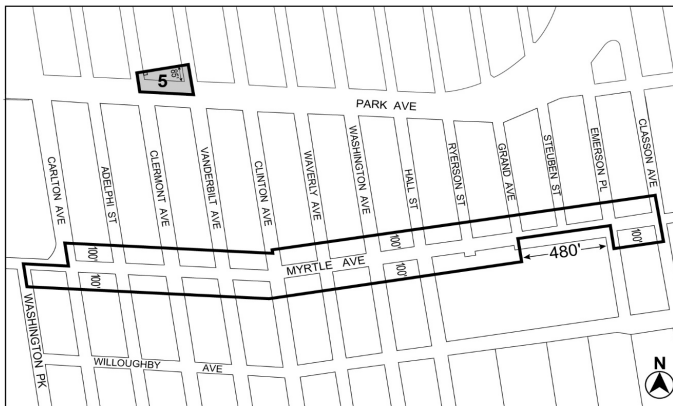 85'
5
PARK AVE
CARLTON AVE
ADELPHI ST
CLERMONT AVE
VANDERBILT AVE
CLINTON AVE
WAVERLY AVE
WASHINGTON AVE
HALL ST
RYERSON ST
GRAND AVE
STEUBEN ST
EMERSON PL
CLASSON AVE
100'
100'
100'
100'
100'
MYRTLE AVE
480'
WASHINGTON PK
WILLOUGHBY AVE
N